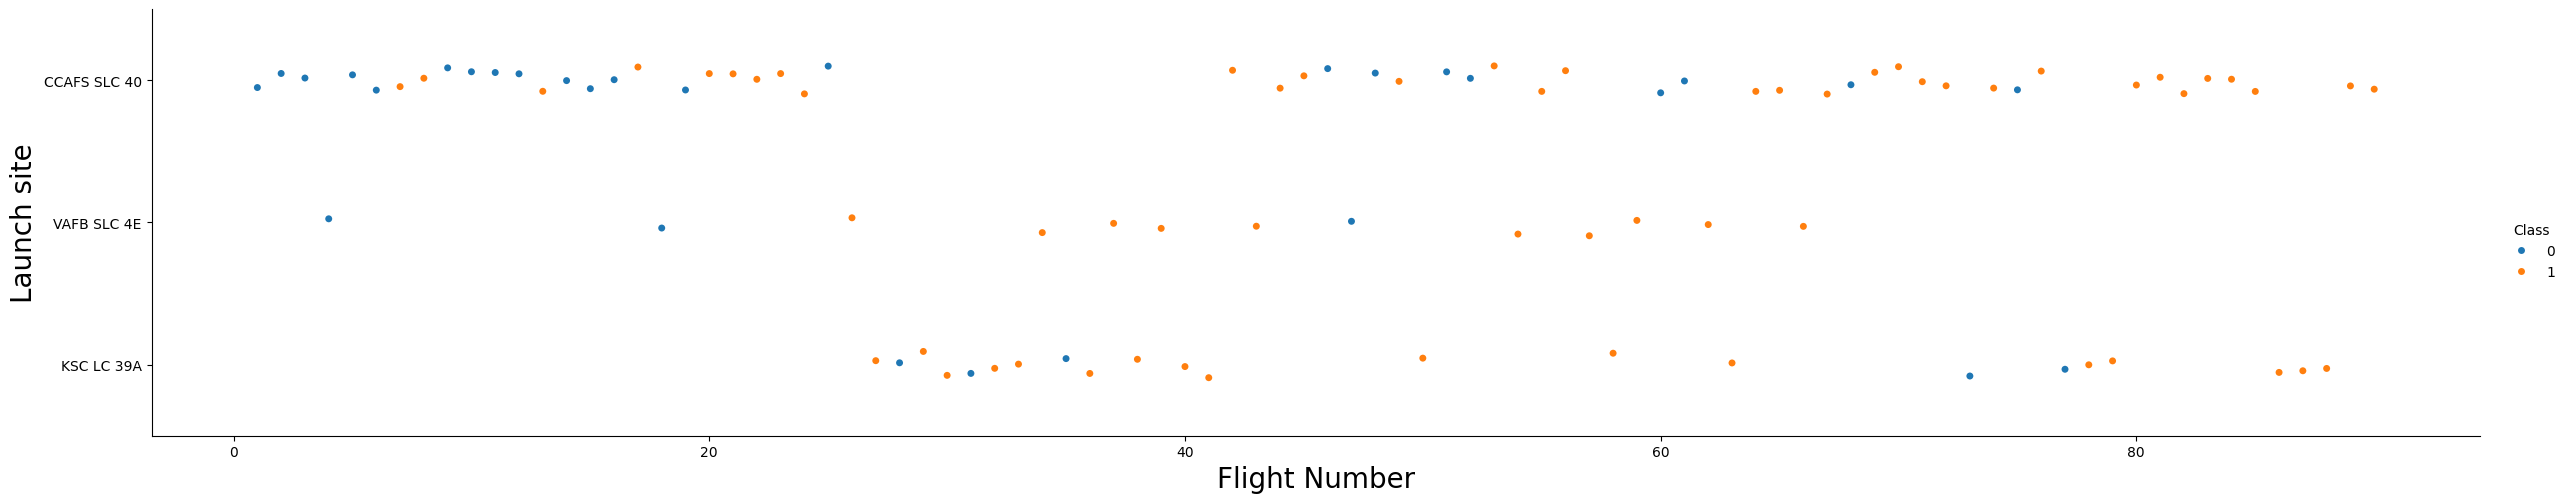 CCAFS SLC 40
VAFB SLC 4E
KSC LC 39A
Launch site
0 20 40 60 80
Flight Number
Class
0
1